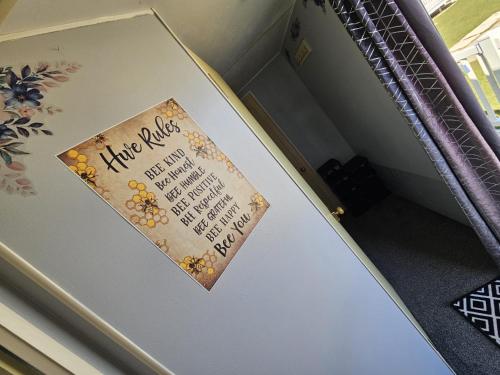 Hive Rules
BEE KIND
Bee Honest
BEE HUMBLE
BEE POSITIVE
BEE Respectful
BEE GRATEFUL
BEE HAPPY
Bee You